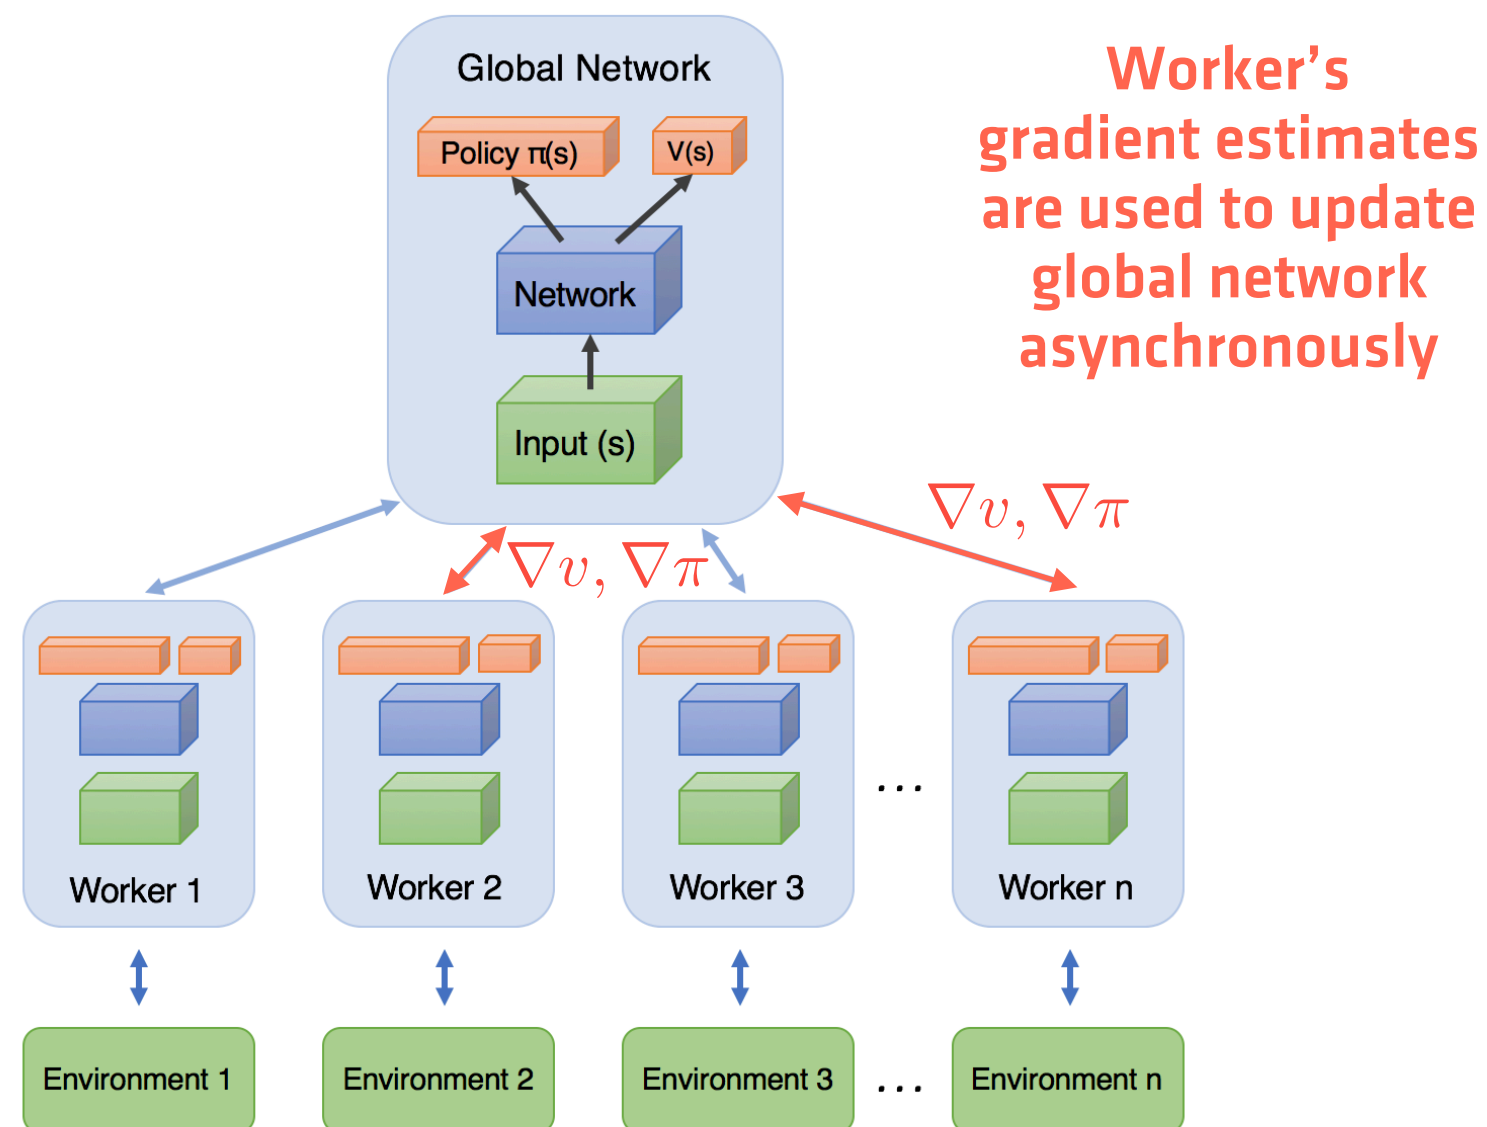 Global Network
Policy π(s)
V(s)
Network
Input (s)
Worker’s
gradient estimates
are used to update
global network
asynchronously
∇v, ∇π
∇v, ∇π
Worker 1
Worker 2
Worker 3
...
Worker n
Environment 1
Environment 2
Environment 3
...
Environment n